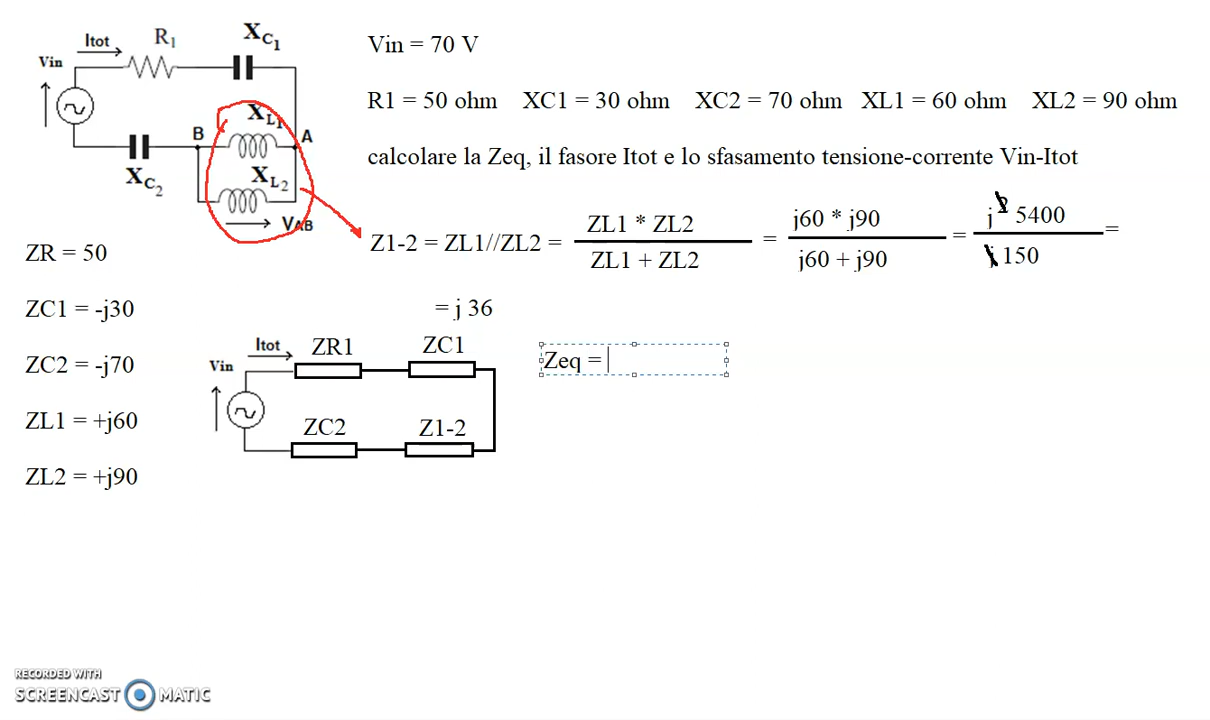 Itot R1 XC1
Vin
XL1
B A
XC2 XL2
VAB
Vin = 70 V
R1 = 50 ohm XC1 = 30 ohm XC2 = 70 ohm XL1 = 60 ohm XL2 = 90 ohm
calcolare la Zeq, il fasore Itot e lo sfasamento tensione-corrente Vin-Itot
Z1-2 = ZL1//ZL2 = ZL1 * ZL2 / ZL1 + ZL2 = j60 * j90 / j60 + j90 = j² 5400 / j 150 =
= j 36
ZR = 50
ZC1 = -j30
ZC2 = -j70
ZL1 = +j60
ZL2 = +j90
Itot ZR1 ZC1
Vin
ZC2 Z1-2
Zeq =
RECORDED WITH
SCREENCAST MATIC